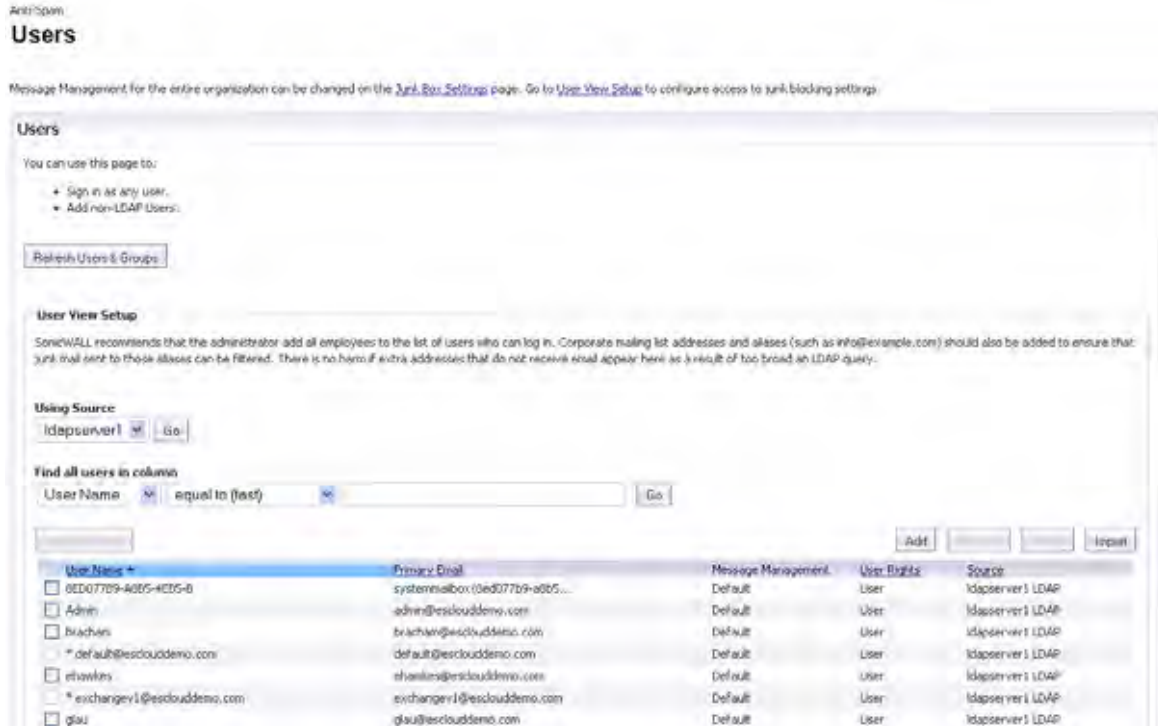 Anti-Spam
Users
Message Management for the entire organization can be changed on the Junk Box Settings page. Go to User View Setup to configure access to junk blocking settings.
Users
You can use this page to:
Sign in as any user.
Add non-LDAP Users.
Refresh Users & Groups
User View Setup
SonicWALL recommends that the administrator add all employees to the list of users who can log in. Corporate mailing list addresses and aliases (such as info@example.com) should also be added to ensure that
junk mail sent to those aliases can be filtered. There is no harm if extra addresses that do not receive email appear here as a result of too broad an LDAP query.
Using Source
ldapserver1 Go
Find all users in column
User Name equal to (fast) Go
Add Import
User Name Primary Email Message Management User Rights Source
Default User ldapserver1 LDAP
Admin admin@esclouddemo.com Default User ldapserver1 LDAP
bracham bracham@esclouddemo.com Default User ldapserver1 LDAP
* default@esclouddemo.com default@esclouddemo.com Default User ldapserver1 LDAP
ehawkes ehawkes@esclouddemo.com Default User ldapserver1 LDAP
* exchangerv1@esclouddemo.com exchangerv1@esclouddemo.com Default User ldapserver1 LDAP
glau glau@esclouddemo.com Default User ldapserver1 LDAP